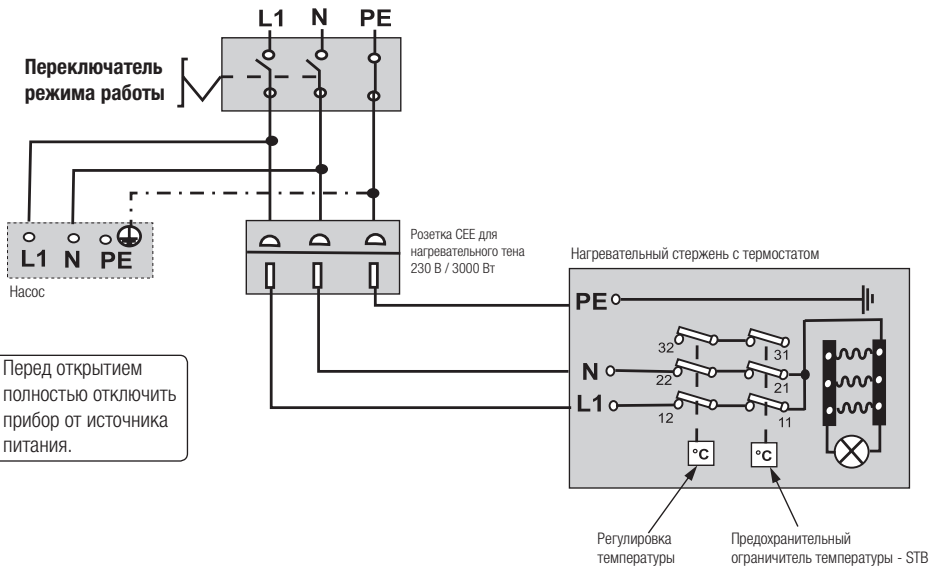 L1 N PE
Переключатель
режима работы
L1 N PE
Насос
Розетка CEE для
нагревательного тена
230 В / 3000 Вт
Перед открытием
полностью отключить
прибор от источника
питания.
Нагревательный стержень с термостатом
PE
32 31
N
22 21
L1
12 11
°C °C
Регулировка
температуры
Предохранительный
ограничитель температуры - STB